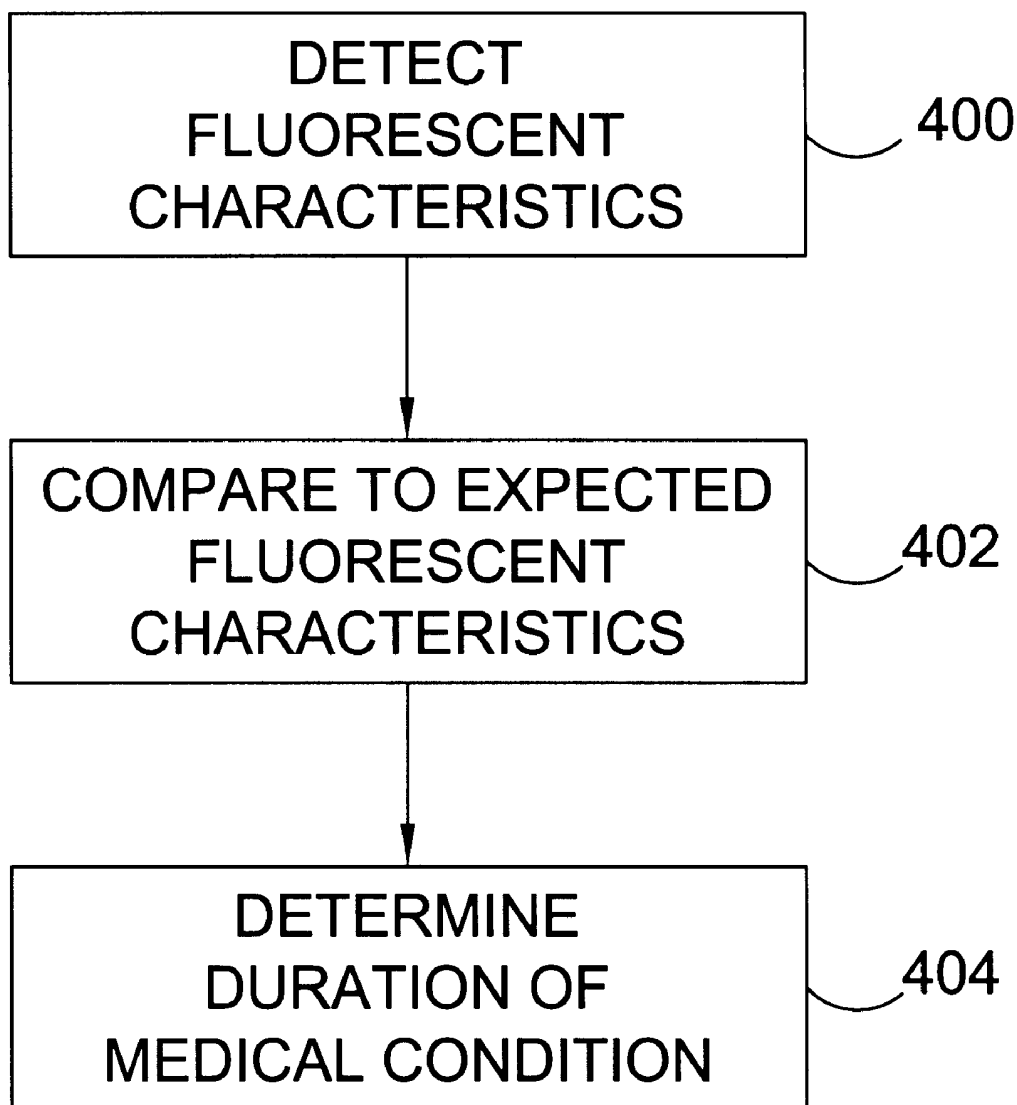 DETECT
FLUORESCENT
CHARACTERISTICS
400
COMPARE TO EXPECTED
FLUORESCENT
CHARACTERISTICS
402
DETERMINE
DURATION OF
MEDICAL CONDITION
404